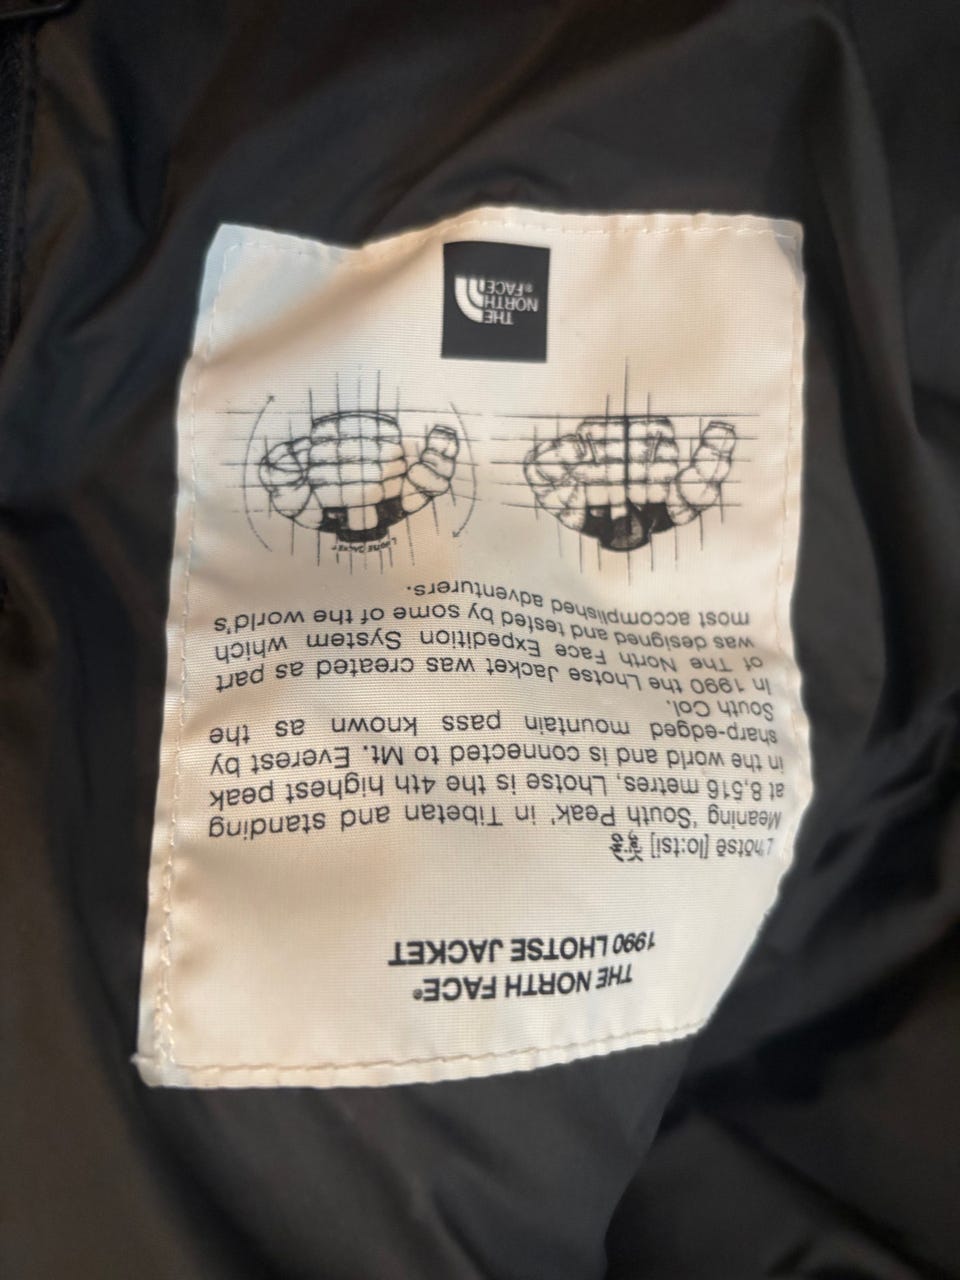 THE NORTH FACE®
1990 LHOTSE JACKET
Lhōtsē [lo:tsi]
Meaning 'South Peak' in Tibetan and standing
at 8,516 metres, Lhotse is the 4th highest peak
in the world and is connected to Mt. Everest by
sharp-edged mountain pass known as the
South Col.
In 1990 the Lhotse Jacket was created as part
of The North Face Expedition System which
was designed and tested by some of the world's
most accomplished adventurers.
LHOTSE JACKET
THE
NORTH
FACE®